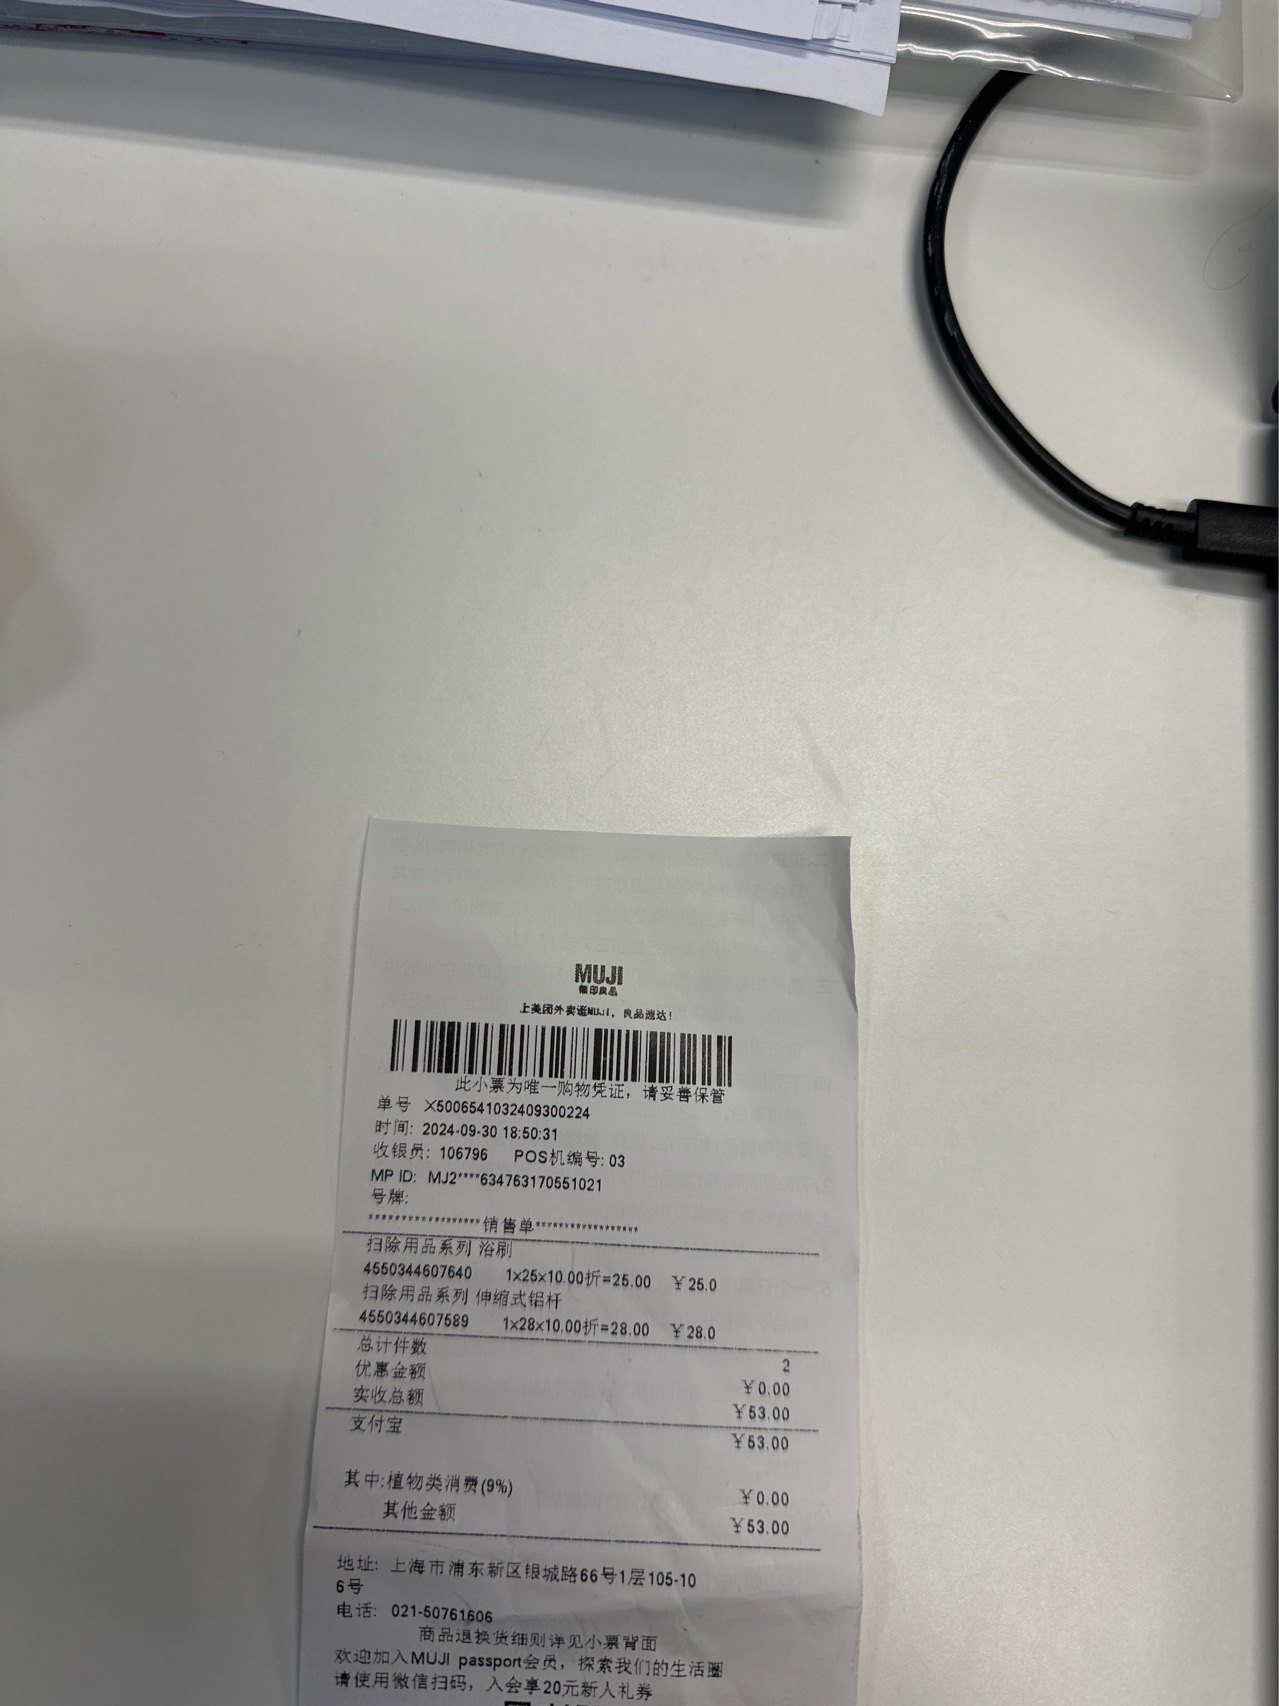 MUJI
無印良品
上美团外卖逛MUJI，良品速达！
此小票为唯一购物凭证，请妥善保管
单号 X5006541032409300224
时间: 2024-09-30 18:50:31
收银员: 106796 POS机编号: 03
MP ID: MJ2****634763170551021
号牌:
******************销售单******************
扫除用品系列 浴刷
4550344607640 1×25×10.00折=25.00 ￥25.0
扫除用品系列 伸缩式铝杆
4550344607589 1×28×10.00折=28.00 ￥28.0
总计件数 2
优惠金额 ￥0.00
实收总额 ￥53.00
支付宝 ￥53.00
其中:植物类消费(9%) ￥0.00
其他金额 ￥53.00
地址: 上海市浦东新区银城路66号1层105-10
6号
电话: 021-50761606
商品退换货细则详见小票背面
欢迎加入MUJI passport会员，探索我们的生活圈
请使用微信扫码，入会享20元新人礼券